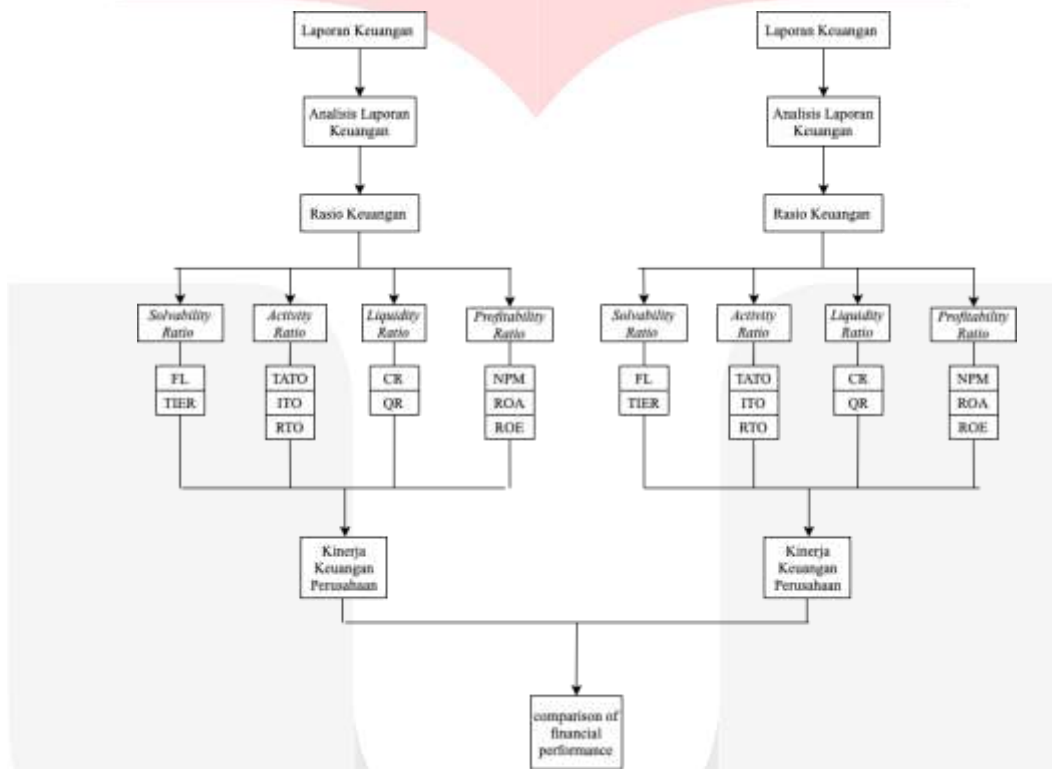 Laporan Keuangan
Laporan Keuangan
Analisis Laporan
Keuangan
Analisis Laporan
Keuangan
Rasio Keuangan
Rasio Keuangan
Solvability
Ratio
Activity
Ratio
Liquidity
Ratio
Profitability
Ratio
Solvability
Ratio
Activity
Ratio
Liquidity
Ratio
Profitability
Ratio
FL
TATO
CR
NPM
FL
TATO
CR
NPM
TIER
ITO
QR
ROA
TIER
ITO
QR
ROA
RTO
ROE
RTO
ROE
Kinerja
Keuangan
Perusahaan
Kinerja
Keuangan
Perusahaan
comparison of
financial
performance